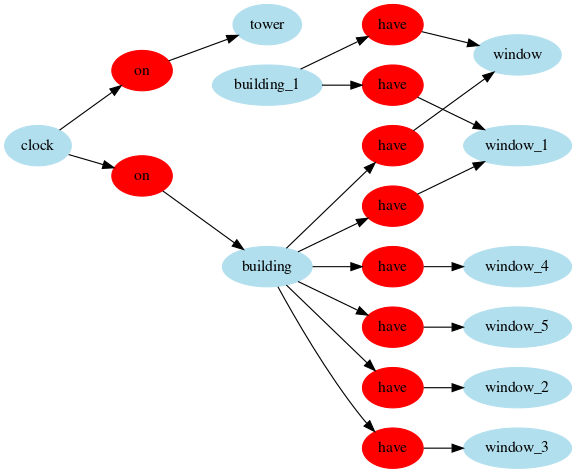 tower
have
window
on
building_1
have
clock
have
window_1
on
have
building
have
window_4
have
window_5
have
window_2
have
window_3